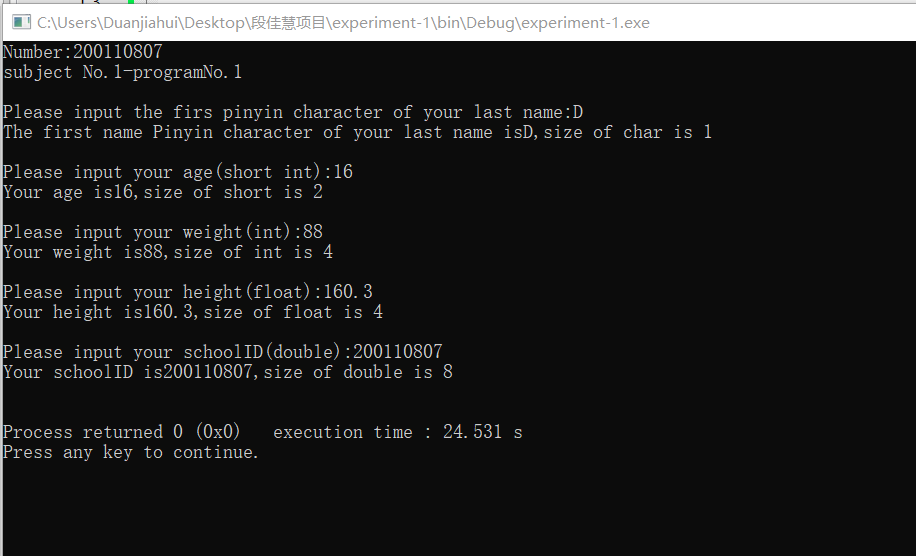 C:\Users\Duanjiahui\Desktop\段佳慧项目\experiment-1\bin\Debug\experiment-1.exe
Number:200110807
subject No.1-programNo.1
Please input the firs pinyin character of your last name:D
The first name Pinyin character of your last name isD,size of char is 1
Please input your age(short int):16
Your age is16,size of short is 2
Please input your weight(int):88
Your weight is88,size of int is 4
Please input your height(float):160.3
Your height is160.3,size of float is 4
Please input your schoolID(double):200110807
Your schoolID is200110807,size of double is 8
Process returned 0 (0x0)   execution time : 24.531 s
Press any key to continue.